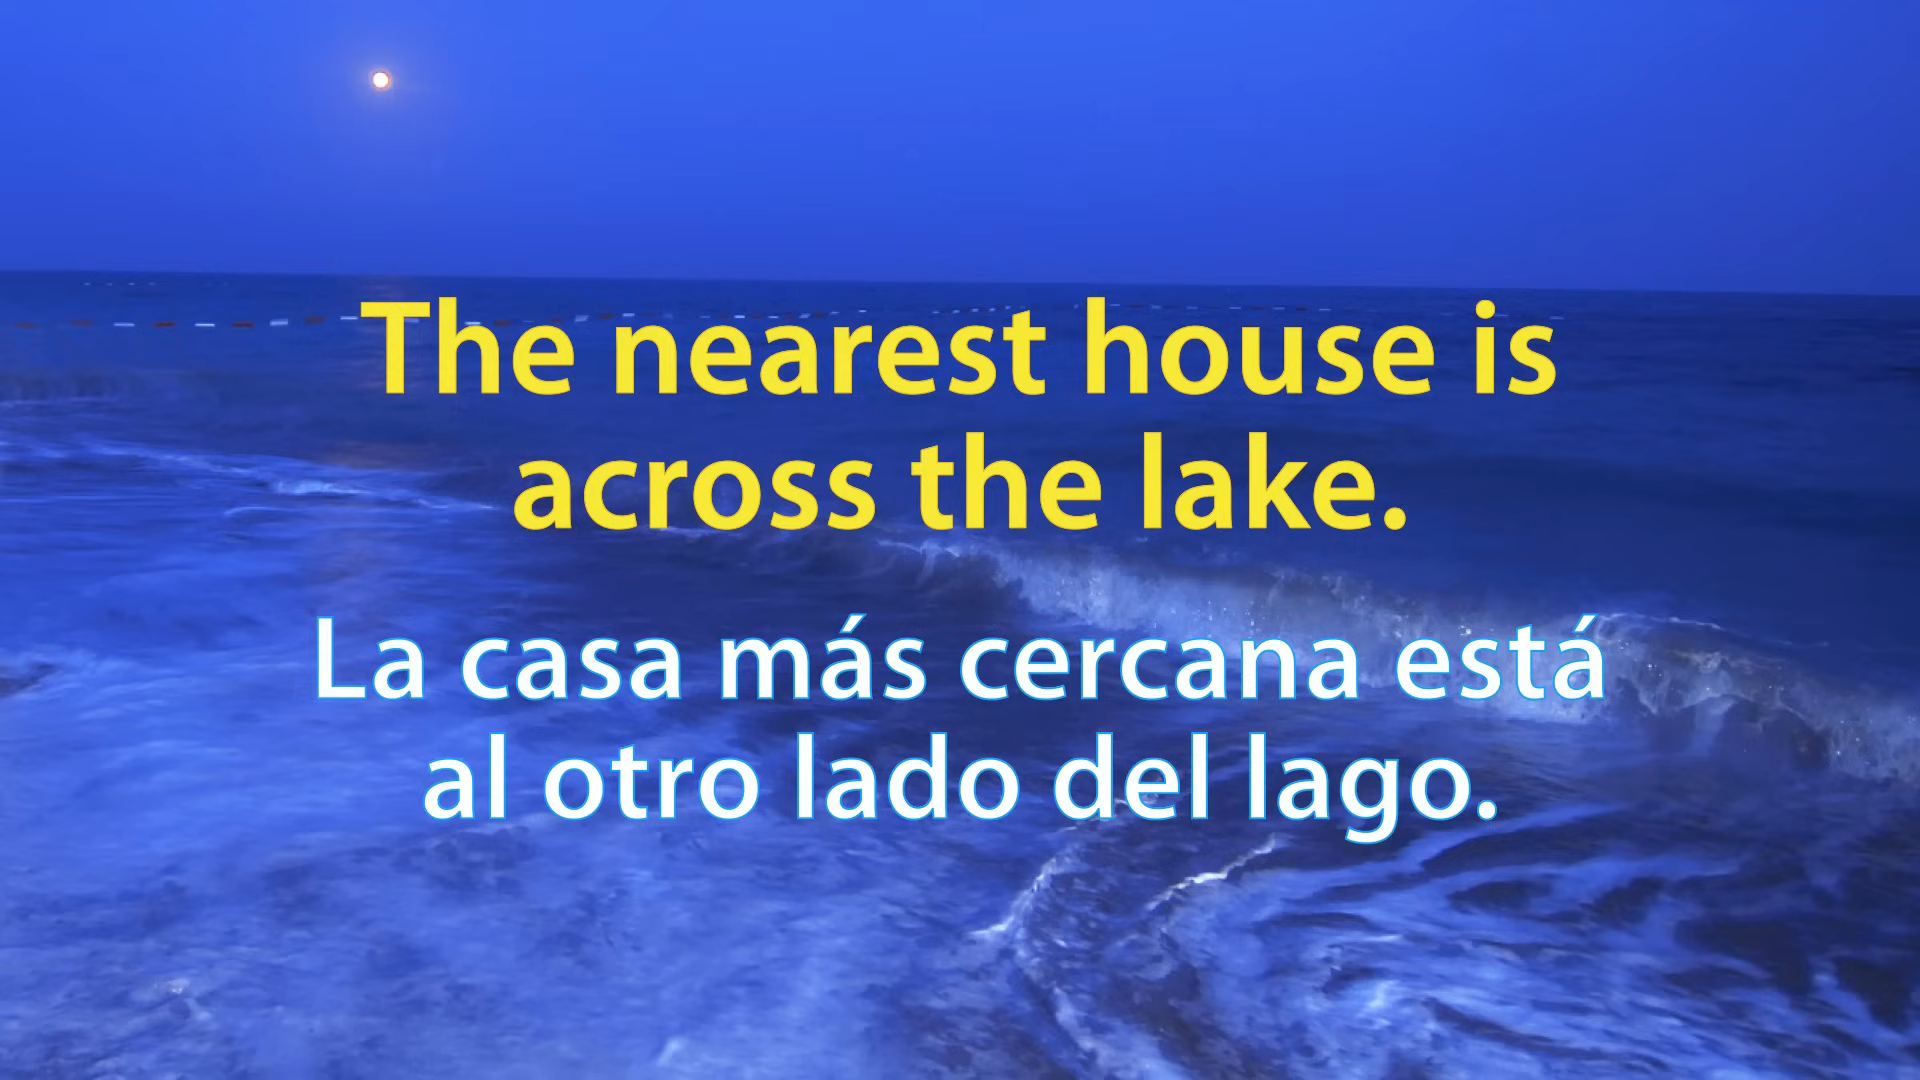 The nearest house is
across the lake.
La casa más cercana está
al otro lado del lago.